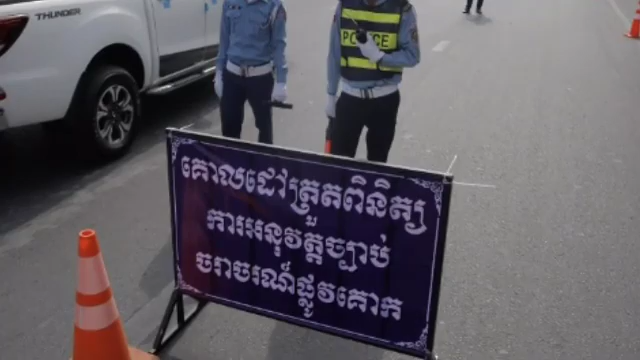 THUNDER
POLICE
គោលដៅត្រួតពិនិត្យ
ការអនុវត្តច្បាប់
ចរាចរណ៍ផ្លូវគោក